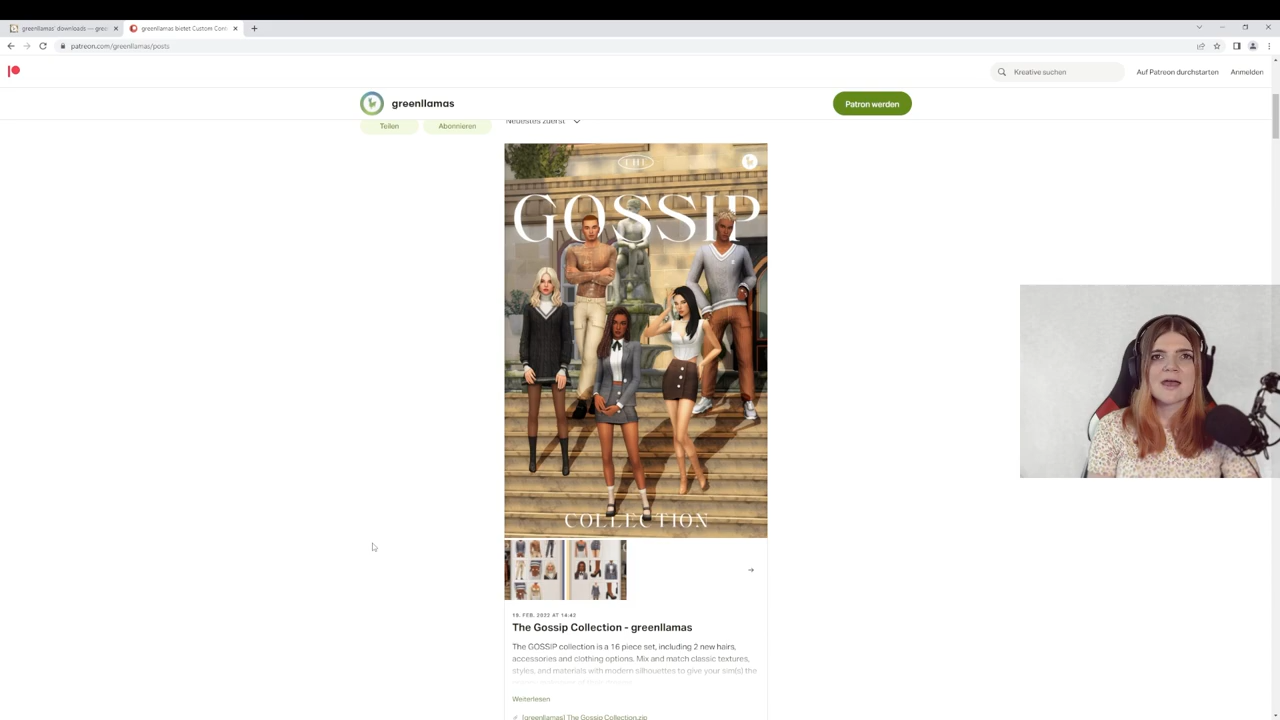 greenllamas' downloads — gree
greenllamas bietet Custom Con
patreon.com/greenllamas/posts
Kreative suchen
Auf Patreon durchstarten
Anmelden
greenllamas
Patron werden
Teilen
Abonnieren
Neuestes zuerst
THE
GOSSIP
COLLECTION
19. FEB. 2022 AT 14:42
The Gossip Collection - greenllamas
The GOSSIP collection is a 16 piece set, including 2 new hairs,
accessories and clothing options. Mix and match classic textures,
styles, and materials with modern silhouettes to give your sim(s) the
Weiterlesen
[greenllamas] The Gossip Collection.zip